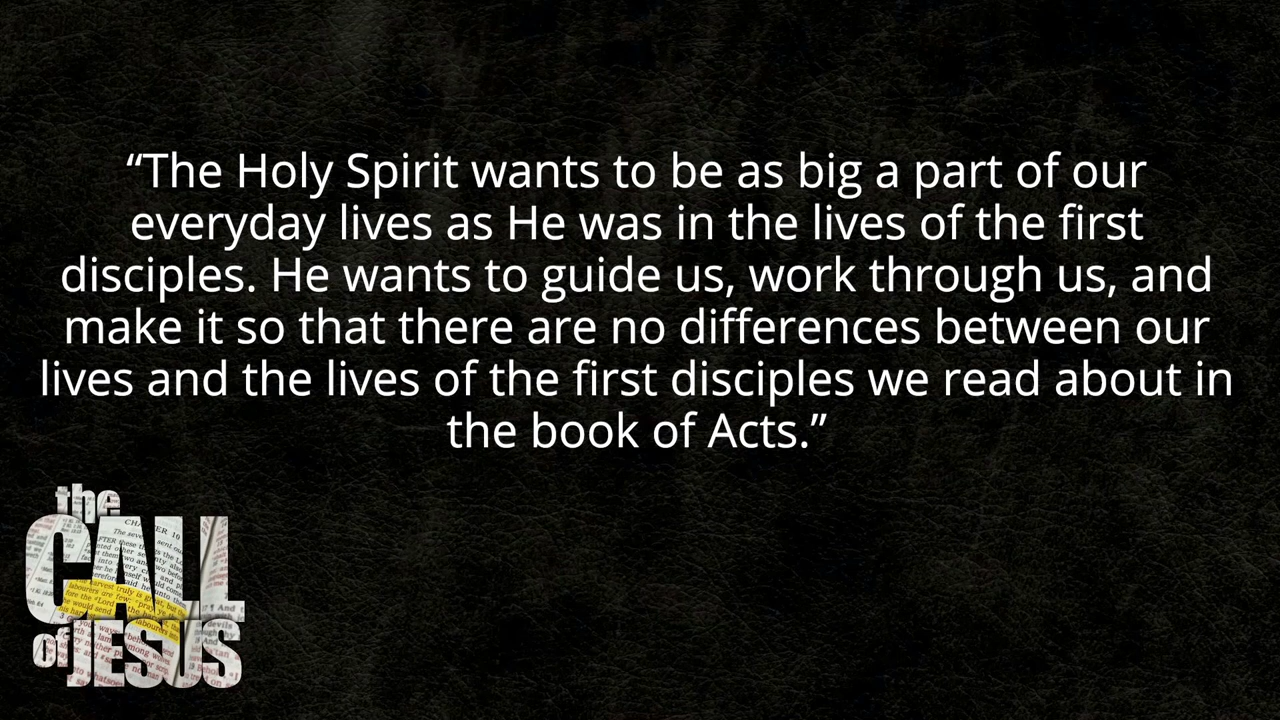 “The Holy Spirit wants to be as big a part of our
everyday lives as He was in the lives of the first
disciples. He wants to guide us, work through us, and
make it so that there are no differences between our
lives and the lives of the first disciples we read about in
the book of Acts.”
the
CALL
of JESUS